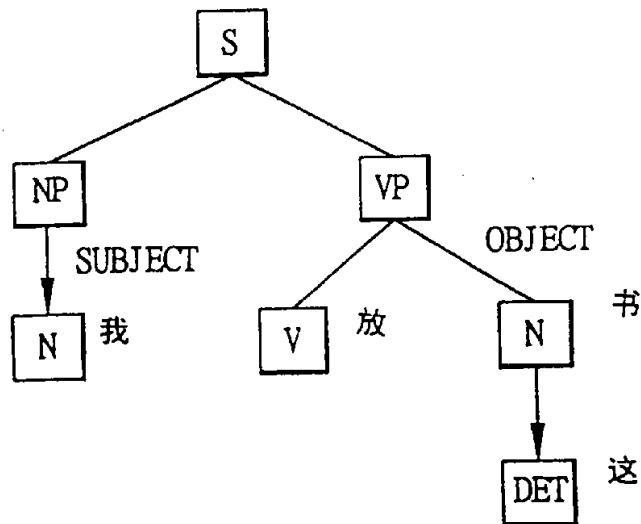 S
NP
VP
SUBJECT
OBJECT
N 我
V 放
N 书
DET 这